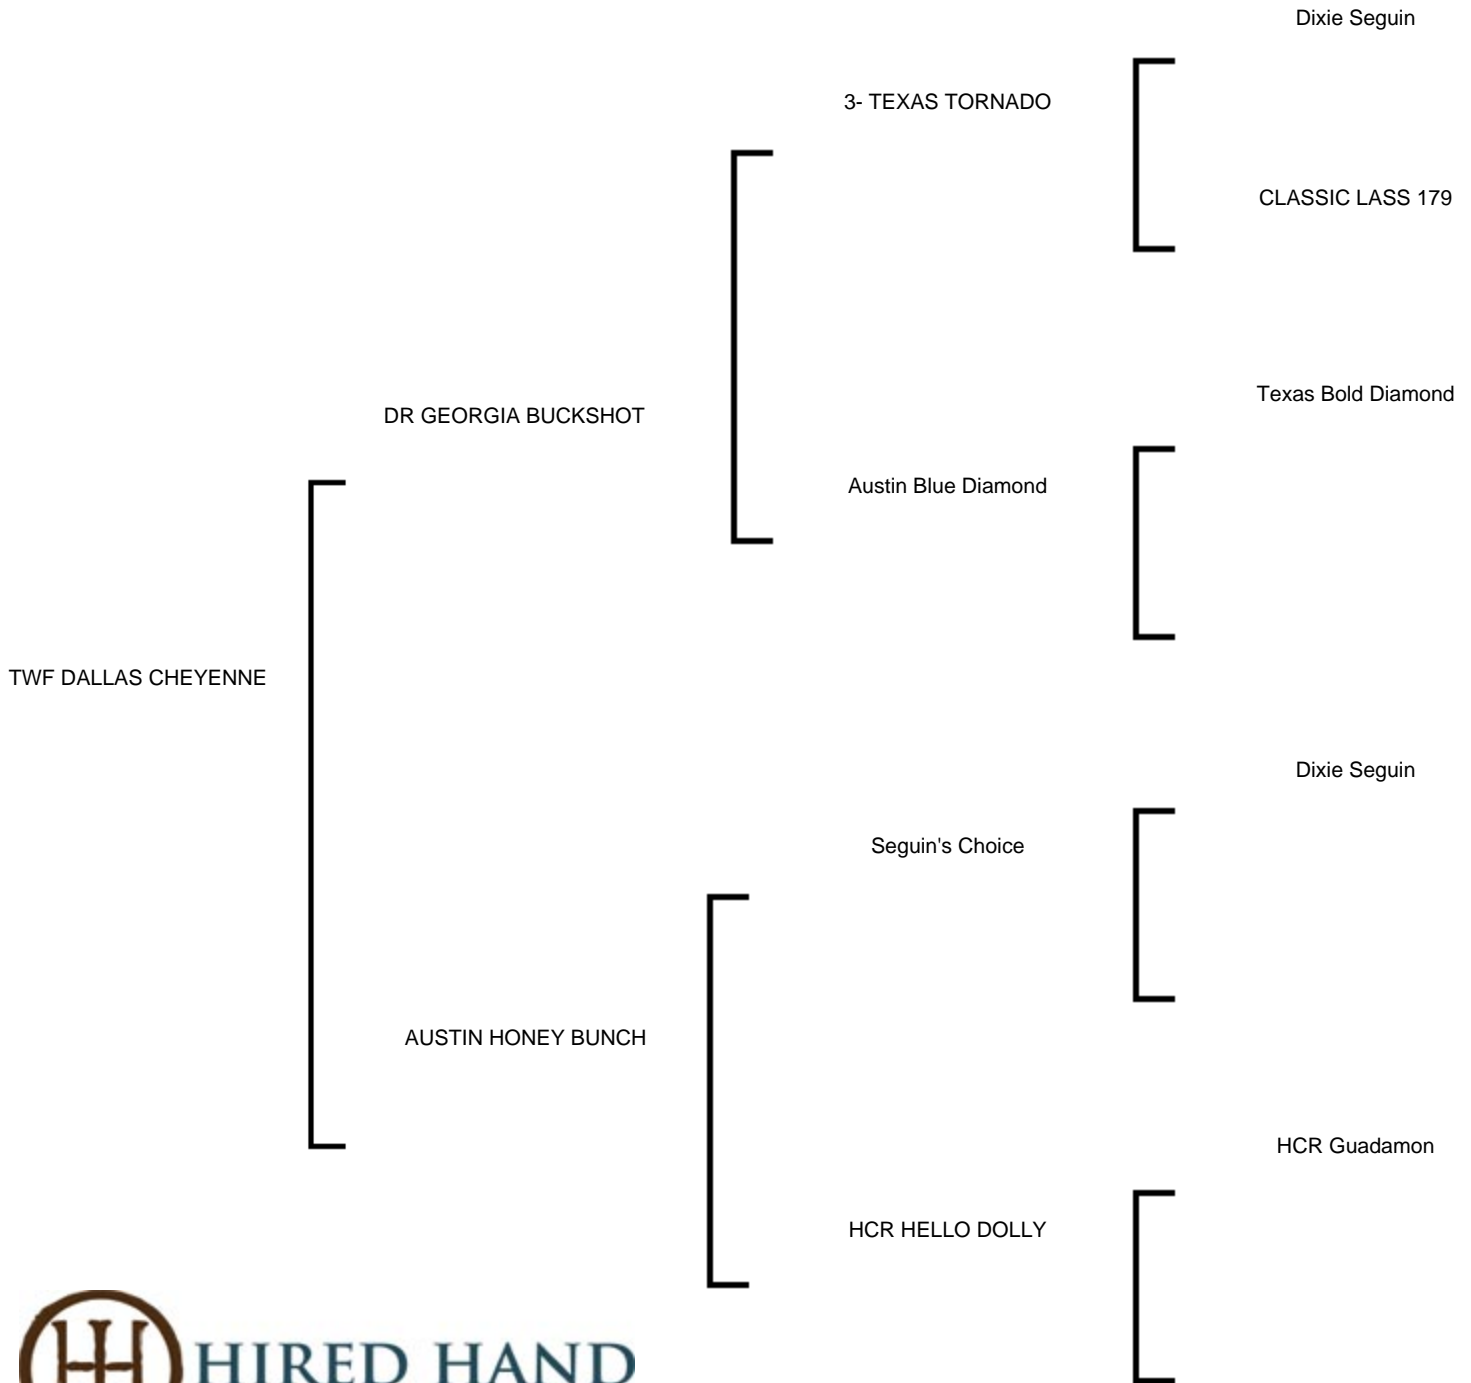 Dixie Seguin
3- TEXAS TORNADO
CLASSIC LASS 179
Texas Bold Diamond
DR GEORGIA BUCKSHOT
Austin Blue Diamond
TWF DALLAS CHEYENNE
Dixie Seguin
Seguin's Choice
AUSTIN HONEY BUNCH
HCR Guadamon
HCR HELLO DOLLY
HIRED HAND